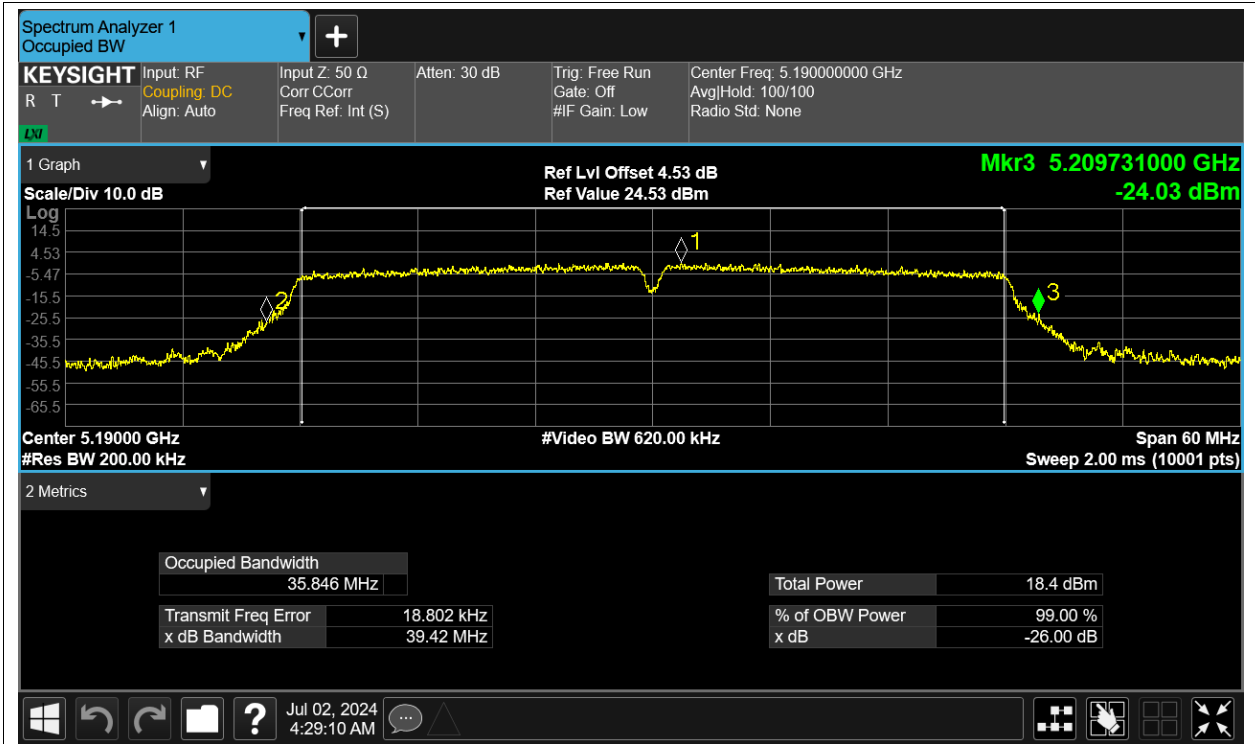 Spectrum Analyzer 1
Occupied BW
KEYSIGHT
R T
LXI
Input: RF
Coupling: DC
Align: Auto
Input Z: 50 Ω
Corr CCorr
Freq Ref: Int (S)
Atten: 30 dB
Trig: Free Run
Gate: Off
#IF Gain: Low
Center Freq: 5.190000000 GHz
Avg|Hold: 100/100
Radio Std: None
1 Graph
Ref Lvl Offset 4.53 dB
Mkr3 5.209731000 GHz
Scale/Div 10.0 dB
Ref Value 24.53 dBm
-24.03 dBm
Log
14.5
4.53
-5.47
-15.5
-25.5
-35.5
-45.5
-55.5
-65.5
1
2
3
Center 5.19000 GHz
#Video BW 620.00 kHz
Span 60 MHz
#Res BW 200.00 kHz
Sweep 2.00 ms (10001 pts)
2 Metrics
Occupied Bandwidth
35.846 MHz
Total Power 18.4 dBm
Transmit Freq Error 18.802 kHz
% of OBW Power 99.00 %
x dB Bandwidth 39.42 MHz
x dB -26.00 dB
?
Jul 02, 2024
4:29:10 AM